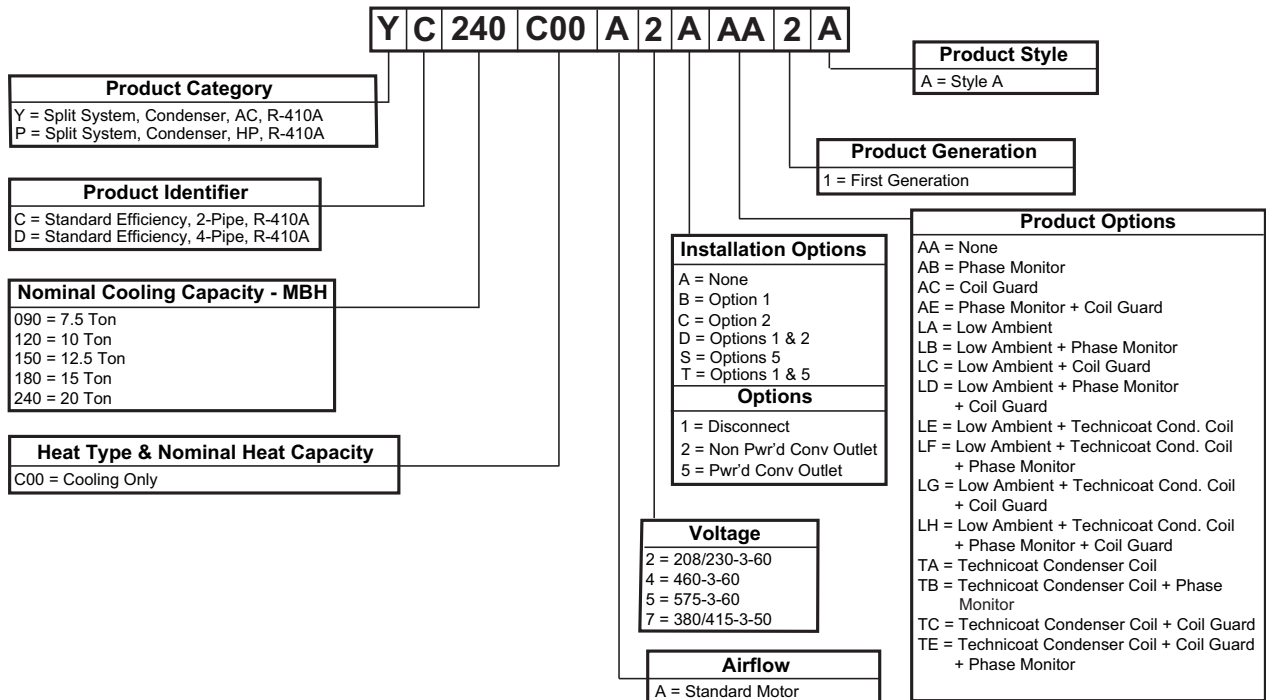 Y C 240 C00 A 2 A AA 2 A
Product Category
Y = Split System, Condenser, AC, R-410A
P = Split System, Condenser, HP, R-410A
Product Identifier
C = Standard Efficiency, 2-Pipe, R-410A
D = Standard Efficiency, 4-Pipe, R-410A
Nominal Cooling Capacity - MBH
090 = 7.5 Ton
120 = 10 Ton
150 = 12.5 Ton
180 = 15 Ton
240 = 20 Ton
Heat Type & Nominal Heat Capacity
C00 = Cooling Only
Airflow
A = Standard Motor
Voltage
2 = 208/230-3-60
4 = 460-3-60
5 = 575-3-60
7 = 380/415-3-50
Installation Options
A = None
B = Option 1
C = Option 2
D = Options 1 & 2
S = Options 5
T = Options 1 & 5
Options
1 = Disconnect
2 = Non Pwr'd Conv Outlet
5 = Pwr'd Conv Outlet
Product Options
AA = None
AB = Phase Monitor
AC = Coil Guard
AE = Phase Monitor + Coil Guard
LA = Low Ambient
LB = Low Ambient + Phase Monitor
LC = Low Ambient + Coil Guard
LD = Low Ambient + Phase Monitor
+ Coil Guard
LE = Low Ambient + Technicoat Cond. Coil
LF = Low Ambient + Technicoat Cond. Coil
+ Phase Monitor
LG = Low Ambient + Technicoat Cond. Coil
+ Coil Guard
LH = Low Ambient + Technicoat Cond. Coil
+ Phase Monitor + Coil Guard
TA = Technicoat Condenser Coil
TB = Technicoat Condenser Coil + Phase
Monitor
TC = Technicoat Condenser Coil + Coil Guard
TE = Technicoat Condenser Coil + Coil Guard
+ Phase Monitor
Product Generation
1 = First Generation
Product Style
A = Style A